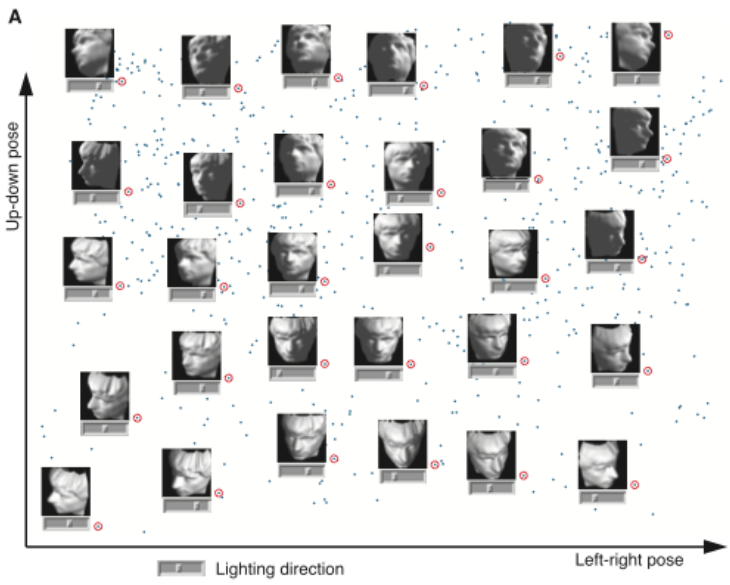 A
Up-down pose
Left-right pose
Lighting direction